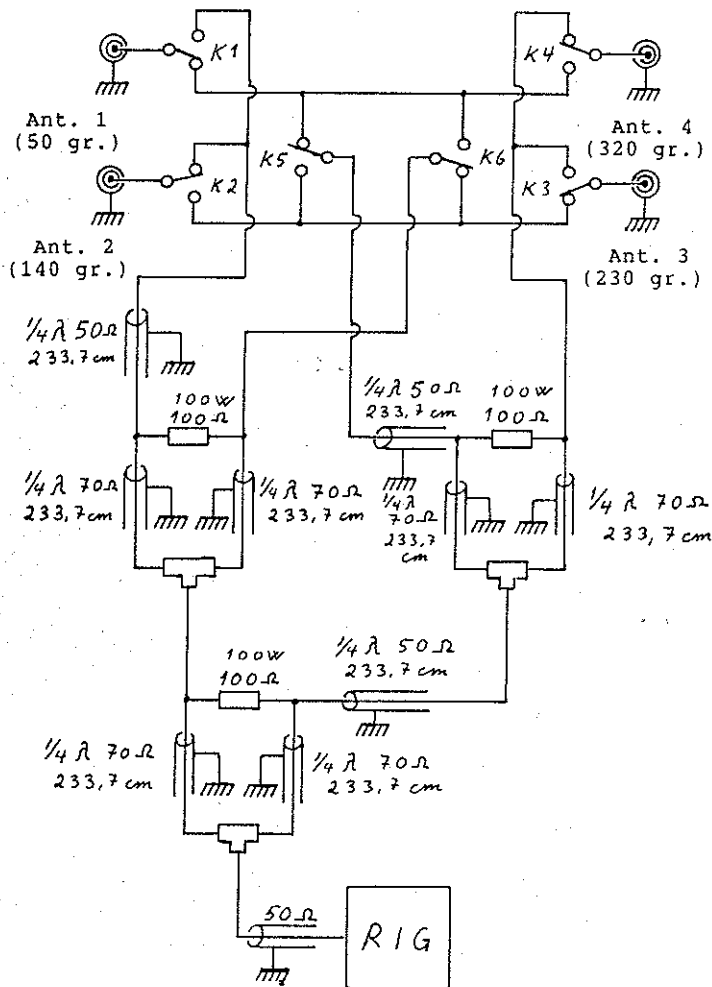 K1
K4
Ant. 1
(50 gr.)
Ant. 4
(320 gr.)
K5
K6
K2
K3
Ant. 2
(140 gr.)
Ant. 3
(230 gr.)
1/4 λ 50Ω
233,7 cm
100W
100Ω
1/4 λ 50Ω
233,7 cm
100W
100Ω
1/4 λ 70Ω
233,7 cm
1/4 λ 70Ω
233,7 cm
1/4 λ
70Ω
233,7
cm
1/4 λ 70Ω
233,7 cm
100W
100Ω
1/4 λ 50Ω
233,7 cm
1/4 λ 70Ω
233,7 cm
1/4 λ 70Ω
233,7 cm
50Ω
RIG